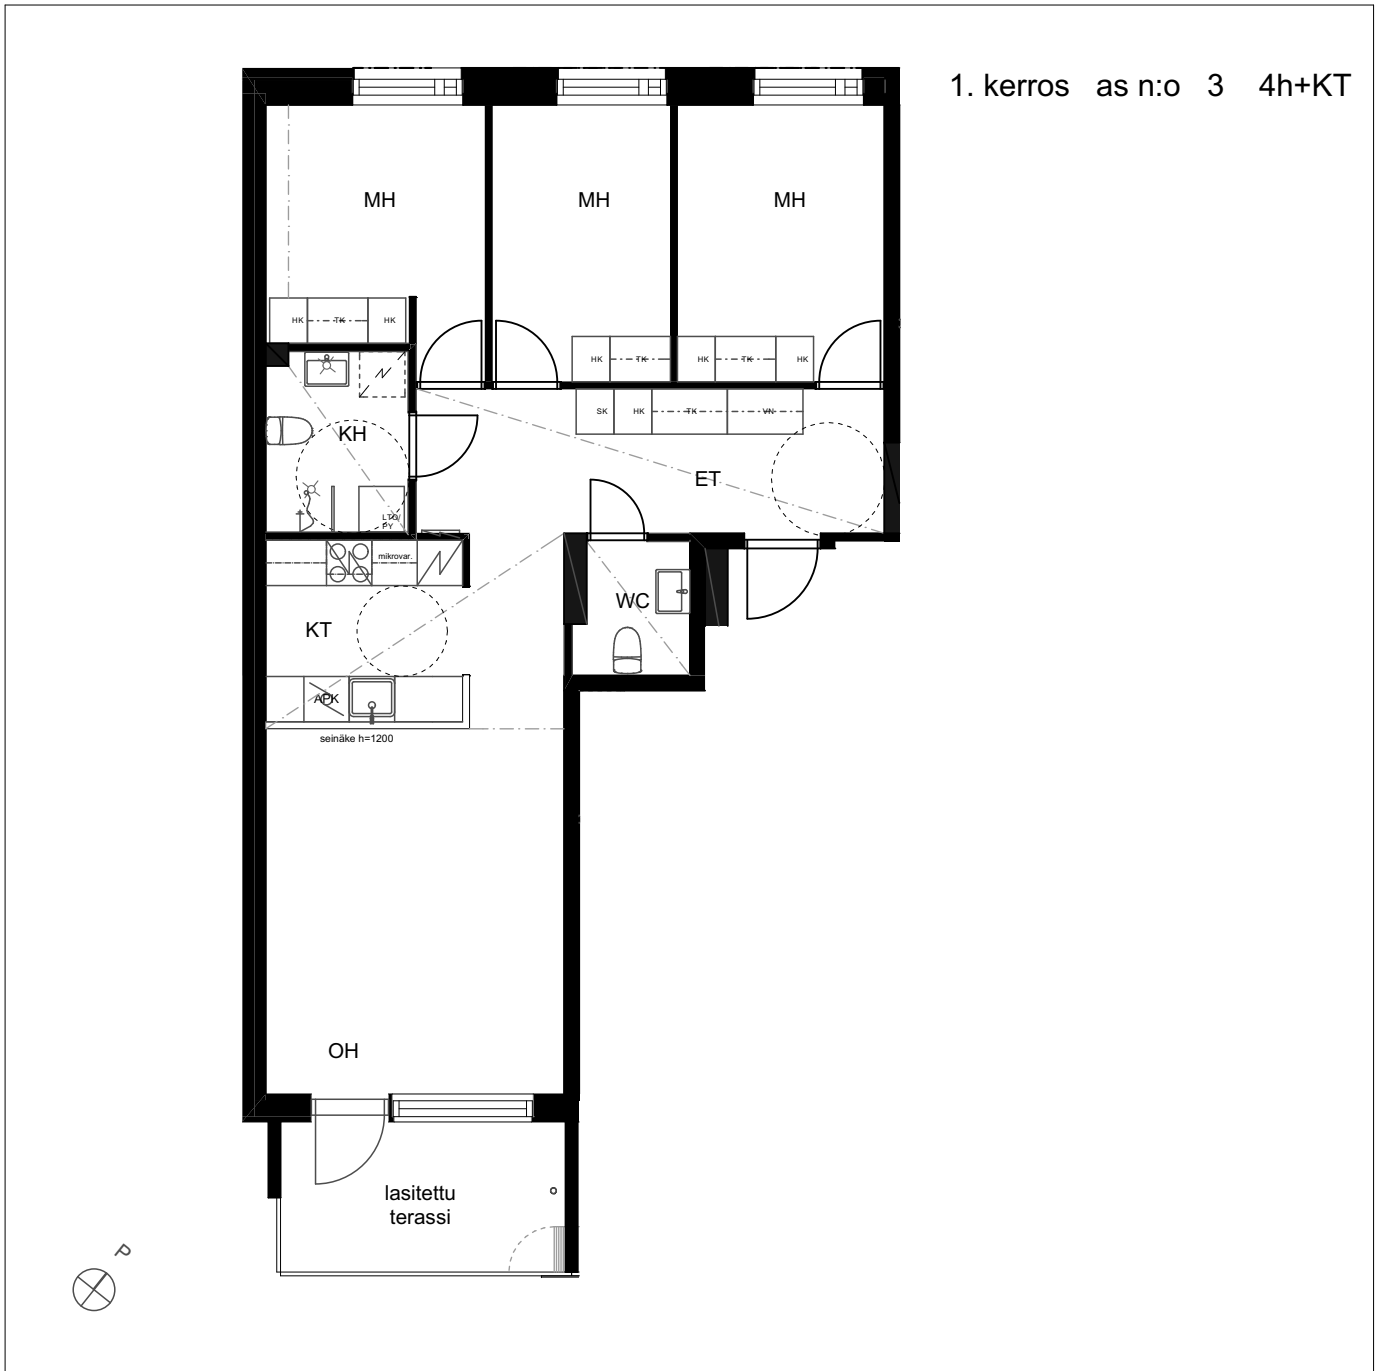 1. kerros as n:o 3 4h+KT
MH
MH
MH
HK TK HK
HK TK
HK TK HK
SK HK TK VN
KH
ET
LTO/
PY
mikrovar.
WC
KT
APK
seinäke h=1200
OH
lasitettu
terassi
P